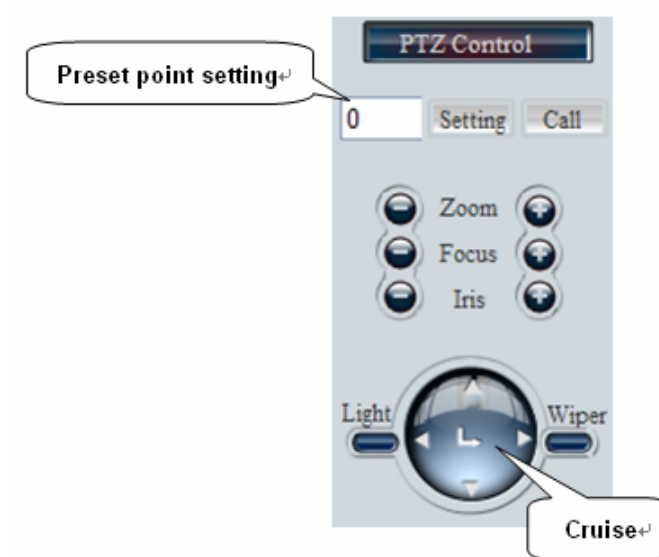 PTZ Control
Preset point setting↵
0 Setting Call
Zoom
Focus
Iris
Light Wiper
Cruise↵